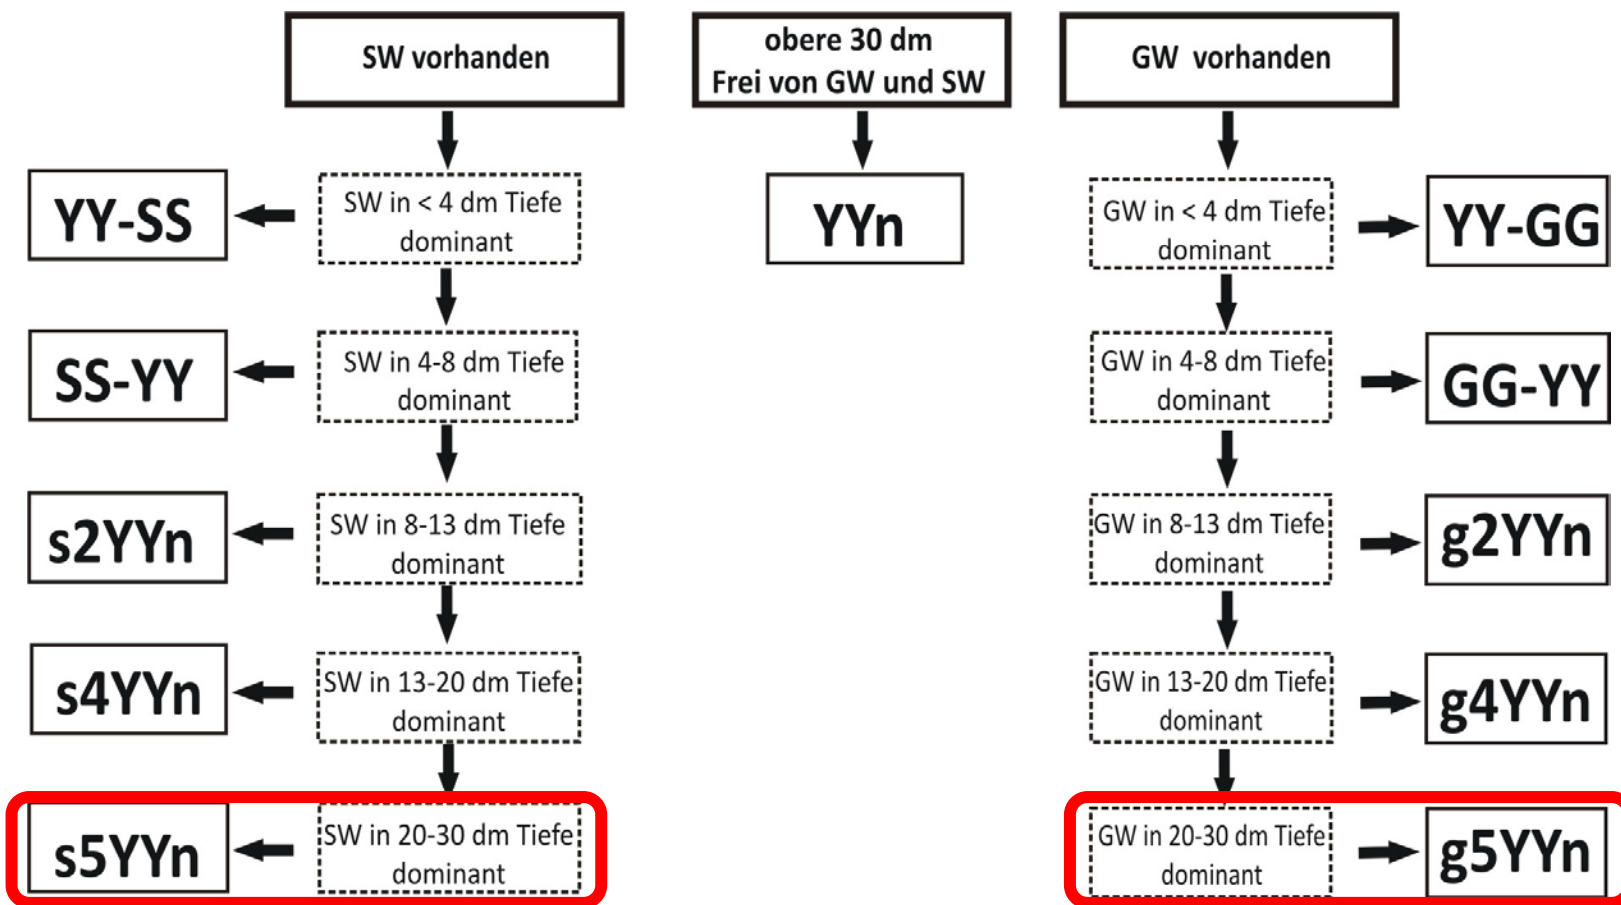 SW vorhanden
obere 30 dm
Frei von GW und SW
GW vorhanden
YY-SS
SW in < 4 dm Tiefe
dominant
YYn
GW in < 4 dm Tiefe
dominant
YY-GG
SS-YY
SW in 4-8 dm Tiefe
dominant
GW in 4-8 dm Tiefe
dominant
GG-YY
s2YYn
SW in 8-13 dm Tiefe
dominant
GW in 8-13 dm Tiefe
dominant
g2YYn
s4YYn
SW in 13-20 dm Tiefe
dominant
GW in 13-20 dm Tiefe
dominant
g4YYn
s5YYn
SW in 20-30 dm Tiefe
dominant
GW in 20-30 dm Tiefe
dominant
g5YYn